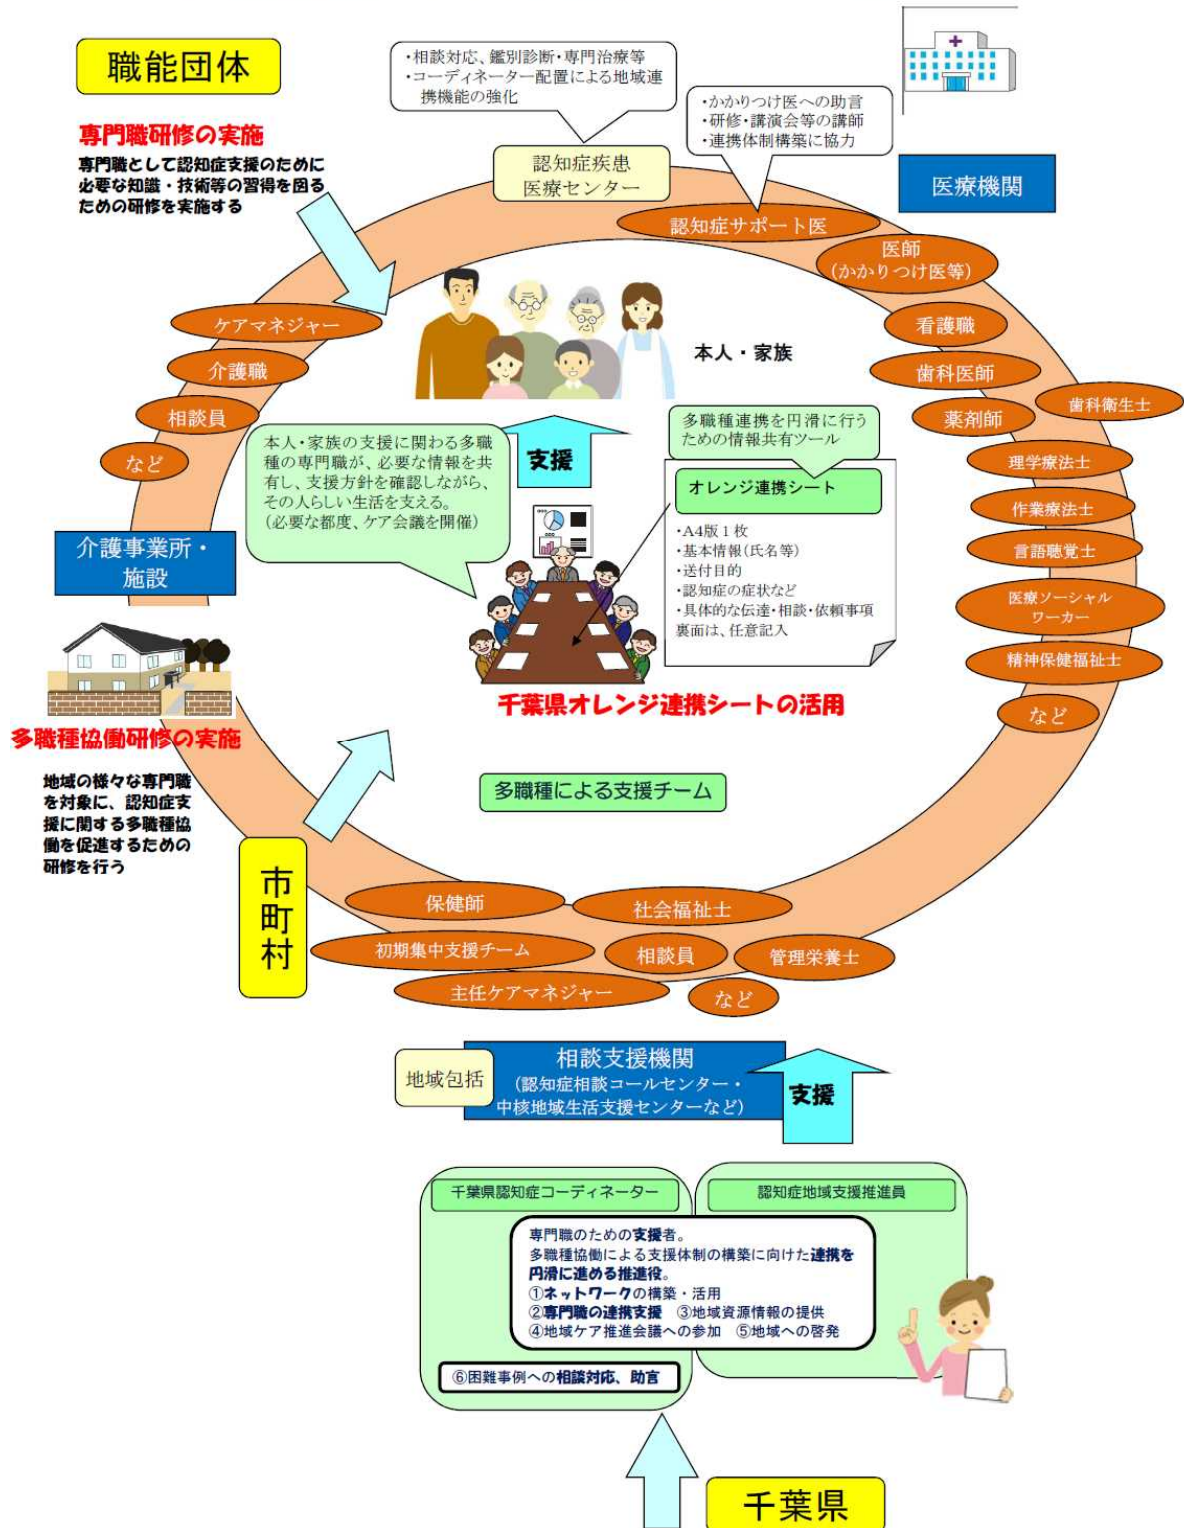 職能団体
専門職研修の実施
専門職として認知症支援のために
必要な知識・技術等の習得を図る
ための研修を実施する
・相談対応、鑑別診断・専門治療等
・コーディネーター配置による地域連
携機能の強化
・かかりつけ医への助言
・研修・講演会等の講師
・連携体制構築に協力
認知症疾患
医療センター
医療機関
認知症サポート医
医師
(かかりつけ医等)
看護職
歯科医師
薬剤師
歯科衛生士
理学療法士
作業療法士
言語聴覚士
医療ソーシャル
ワーカー
精神保健福祉士
など
ケアマネジャー
介護職
相談員
など
本人・家族
本人・家族の支援に関わる多職
種の専門職が、必要な情報を共
有し、支援方針を確認しながら、
その人らしい生活を支える。
(必要な都度、ケア会議を開催)
支援
多職種連携を円滑に行う
ための情報共有ツール
オレンジ連携シート
・A4版1枚
・基本情報(氏名等)
・送付目的
・認知症の症状など
・具体的な伝達・相談・依頼事項
裏面は、任意記入
介護事業所・
施設
千葉県オレンジ連携シートの活用
多職種協働研修の実施
地域の様々な専門職
を対象に、認知症支
援に関する多職種協
働を促進するための
研修を行う
多職種による支援チーム
市町村
保健師
社会福祉士
初期集中支援チーム
相談員
管理栄養士
主任ケアマネジャー
など
地域包括
相談支援機関
(認知症相談コールセンター・
中核地域生活支援センターなど)
支援
千葉県認知症コーディネーター
認知症地域支援推進員
専門職のための支援者。
多職種協働による支援体制の構築に向けた連携を
円滑に進める推進役。
①ネットワークの構築・活用
②専門職の連携支援 ③地域資源情報の提供
④地域ケア推進会議への参加 ⑤地域への啓発
⑥困難事例への相談対応、助言
千葉県